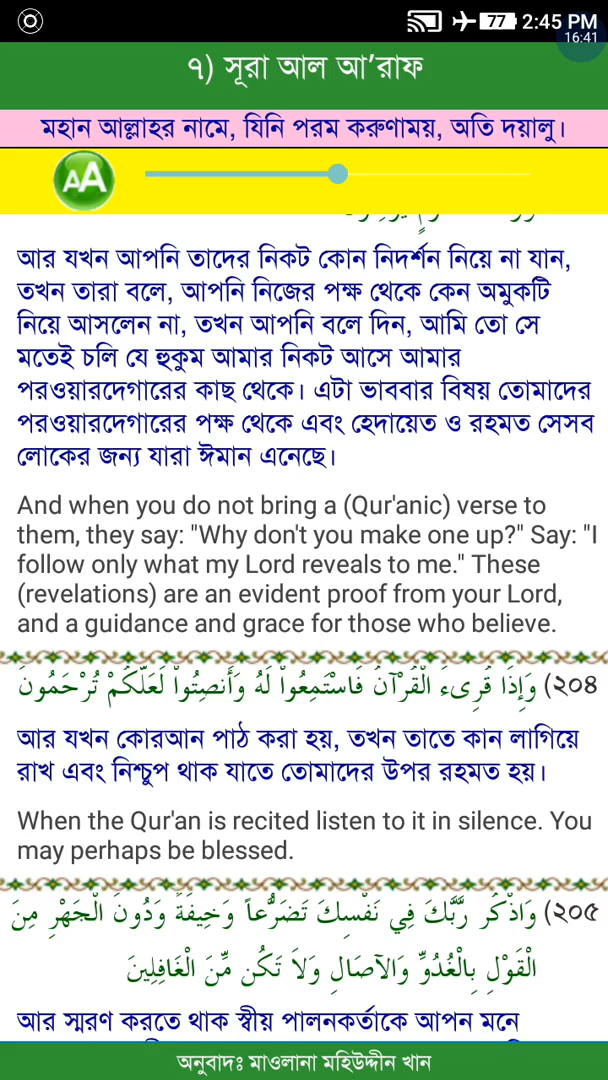 77 2:45 PM
16:41
৭) সূরা আল আ’রাফ
মহান আল্লাহর নামে, যিনি পরম করুণাময়, অতি দয়ালু।
AA
আর যখন আপনি তাদের নিকট কোন নিদর্শন নিয়ে না যান,
তখন তারা বলে, আপনি নিজের পক্ষ থেকে কেন অমুকটি
নিয়ে আসলেন না, তখন আপনি বলে দিন, আমি তো সে
মতেই চলি যে হুকুম আমার নিকট আসে আমার
পরওয়ারদেগারের কাছ থেকে। এটা ভাববার বিষয় তোমাদের
পরওয়ারদেগারের পক্ষ থেকে এবং হেদায়েত ও রহমত সেসব
লোকের জন্য যারা ঈমান এনেছে।
And when you do not bring a (Qur'anic) verse to
them, they say: "Why don't you make one up?" Say: "I
follow only what my Lord reveals to me." These
(revelations) are an evident proof from your Lord,
and a guidance and grace for those who believe.
২০৪) وَإِذَا قُرِىءَ الْقُرْآنُ فَاسْتَمِعُواْ لَهُ وَأَنصِتُواْ لَعَلَّكُمْ تُرْحَمُونَ
আর যখন কোরআন পাঠ করা হয়, তখন তাতে কান লাগিয়ে
রাখ এবং নিশ্চুপ থাক যাতে তোমাদের উপর রহমত হয়।
When the Qur'an is recited listen to it in silence. You
may perhaps be blessed.
২০৫) وَاذْكُر رَّبَّكَ فِي نَفْسِكَ تَضَرُّعاً وَخِيفَةً وَدُونَ الْجَهْرِ مِنَ
الْقَوْلِ بِالْغُدُوِّ وَالآصَالِ وَلاَ تَكُن مِّنَ الْغَافِلِينَ
আর স্মরণ করতে থাক স্বীয় পালনকর্তাকে আপন মনে
অনুবাদঃ মাওলানা মহিউদ্দীন খান